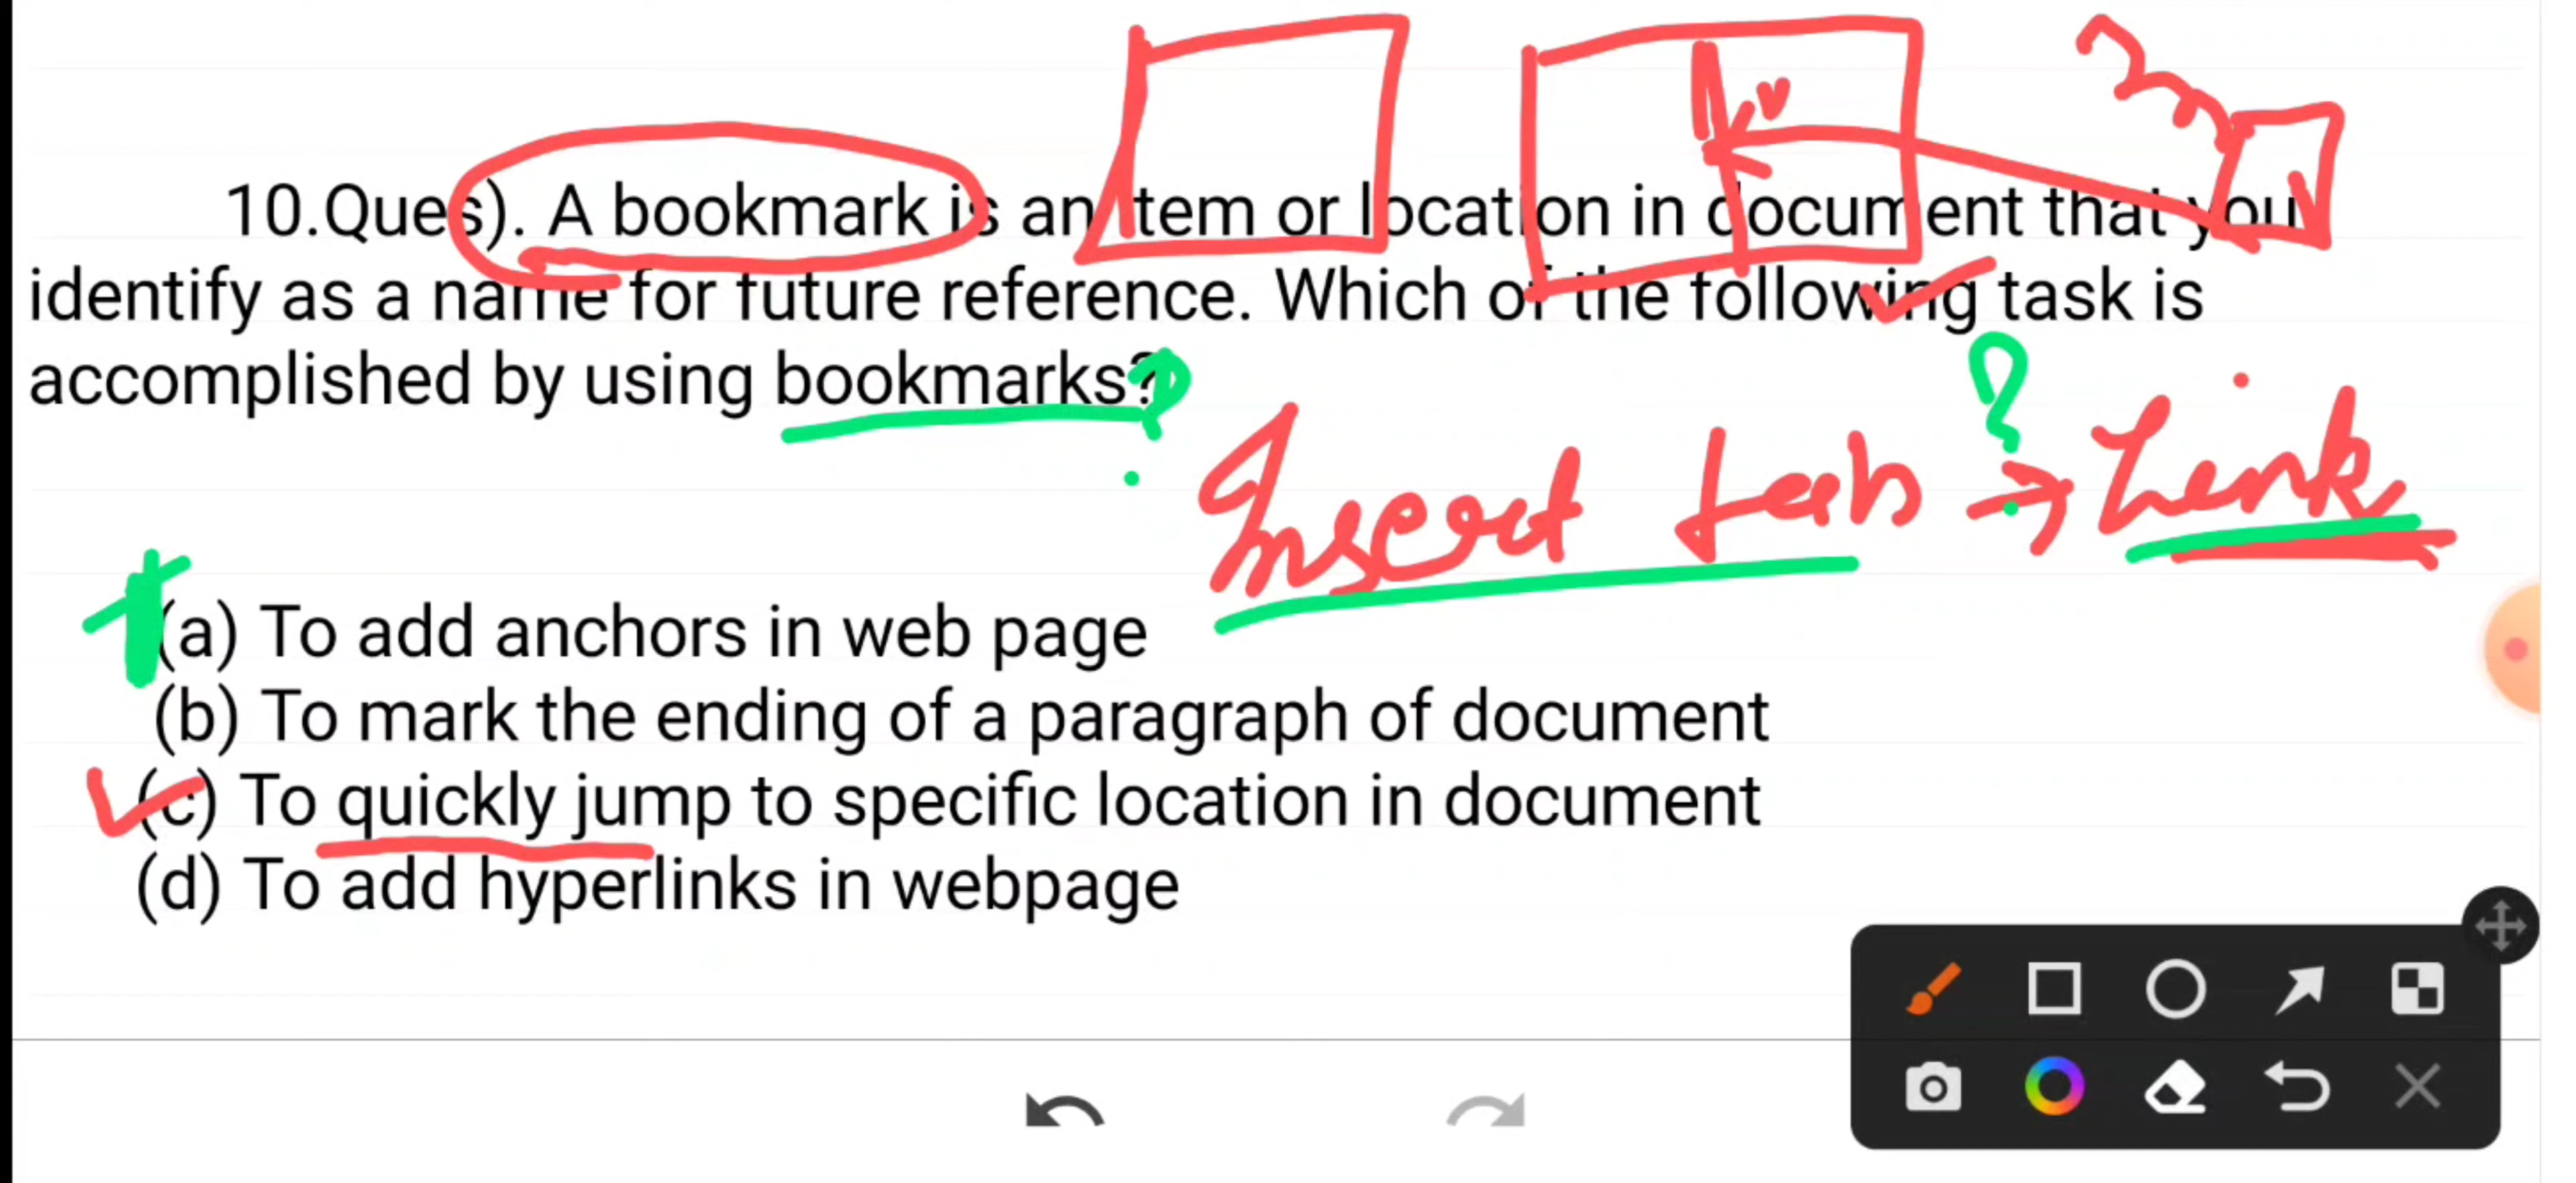 10.Ques). A bookmark is an item or location in document that you
identify as a name for future reference. Which of the following task is
accomplished by using bookmarks?
?
Insert tab → Link
(a) To add anchors in web page
(b) To mark the ending of a paragraph of document
(c) To quickly jump to specific location in document
(d) To add hyperlinks in webpage